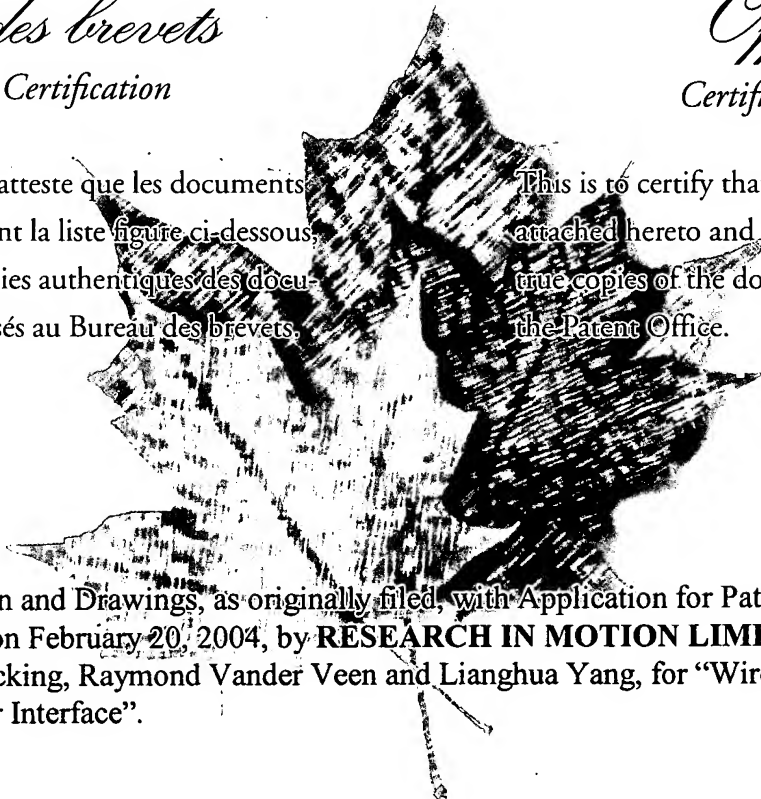 des brevets
Certification
atteste que les documents
nt la liste figure ci-dessous,
ies authentiques des docu-
sés au Bureau des brevets.
This is to certify tha
attached hereto and
true copies of the do
the Patent Office.
n and Drawings, as originally filed, with Application for Pat
on February 20, 2004, by RESEARCH IN MOTION LIMI
cking, Raymond Vander Veen and Lianghua Yang, for “Wir
r Interface”.